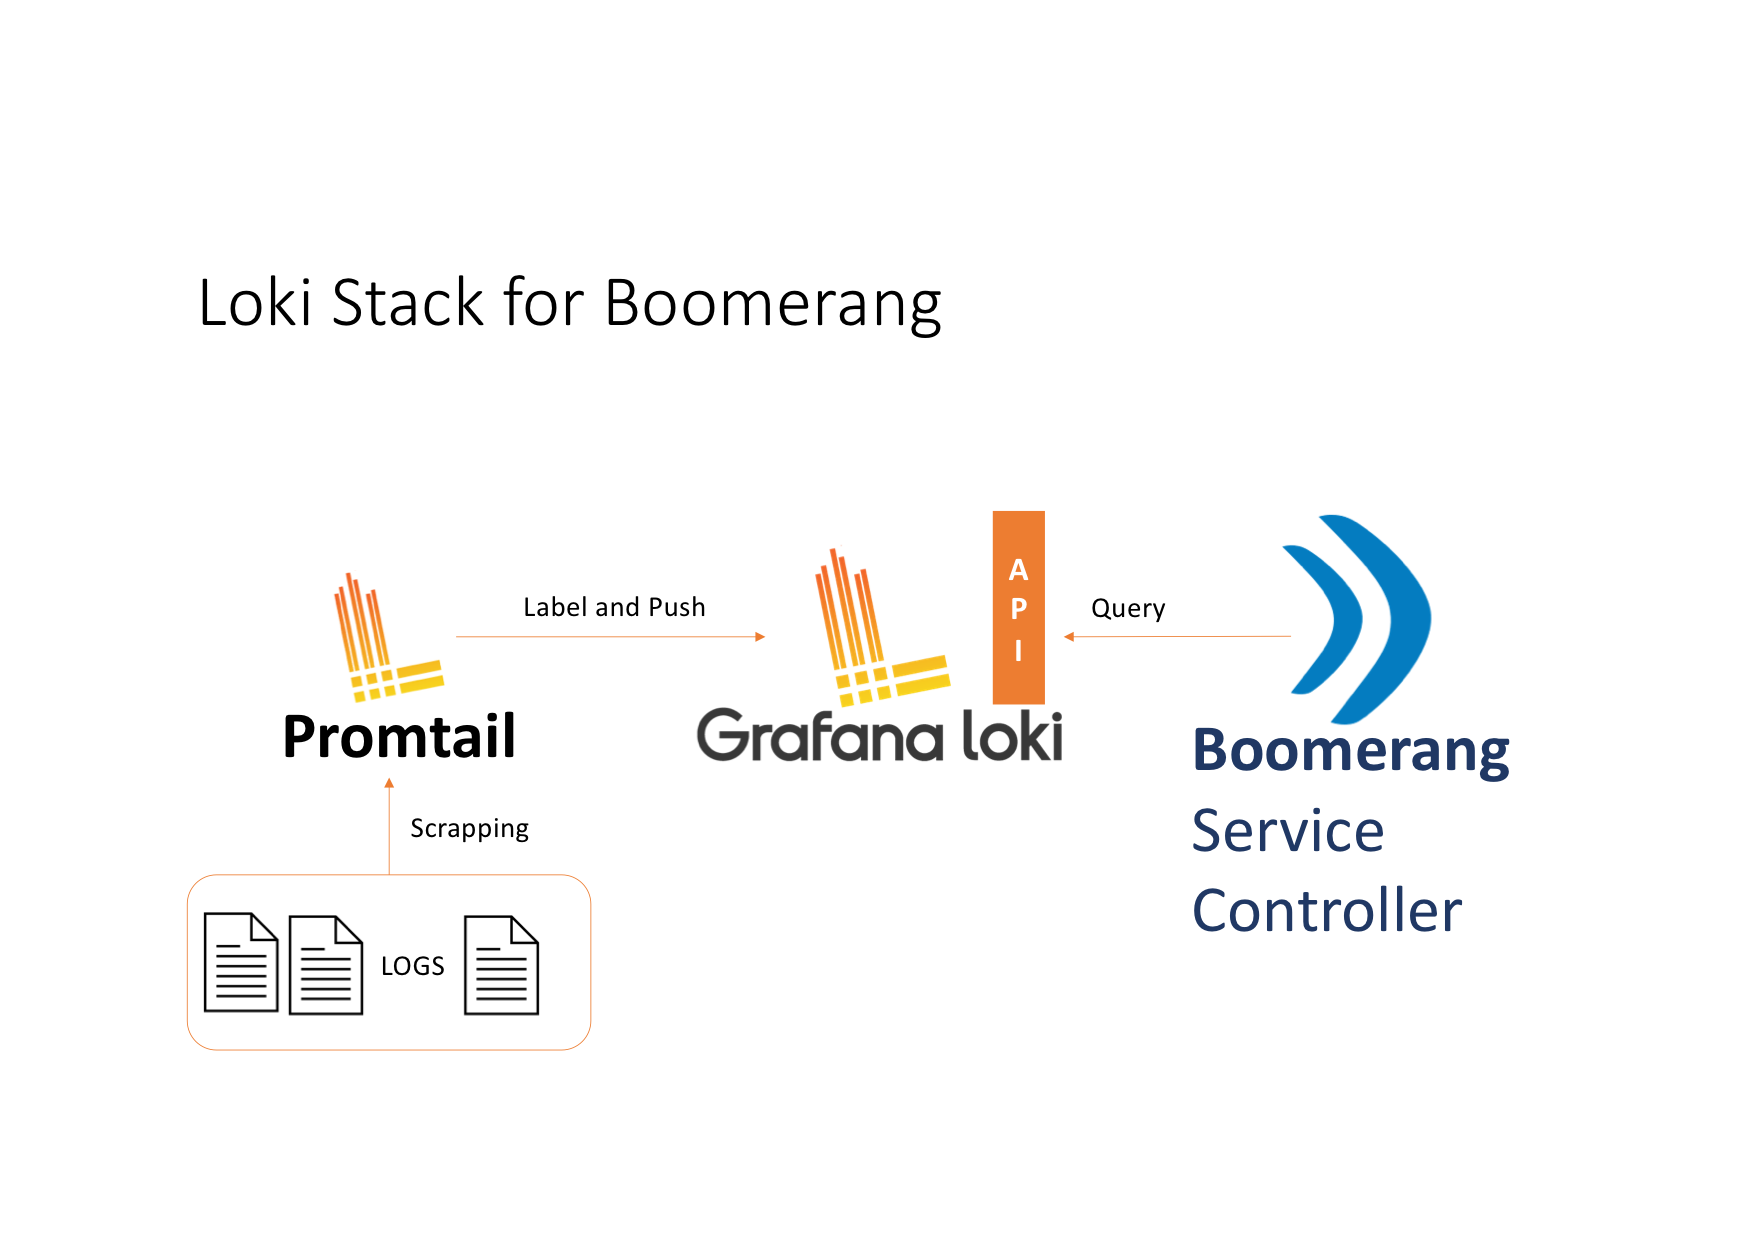 Loki Stack for Boomerang
A
P
I
Label and Push
Query
Promtail
Grafana loki
Boomerang
Service
Controller
Scrapping
LOGS